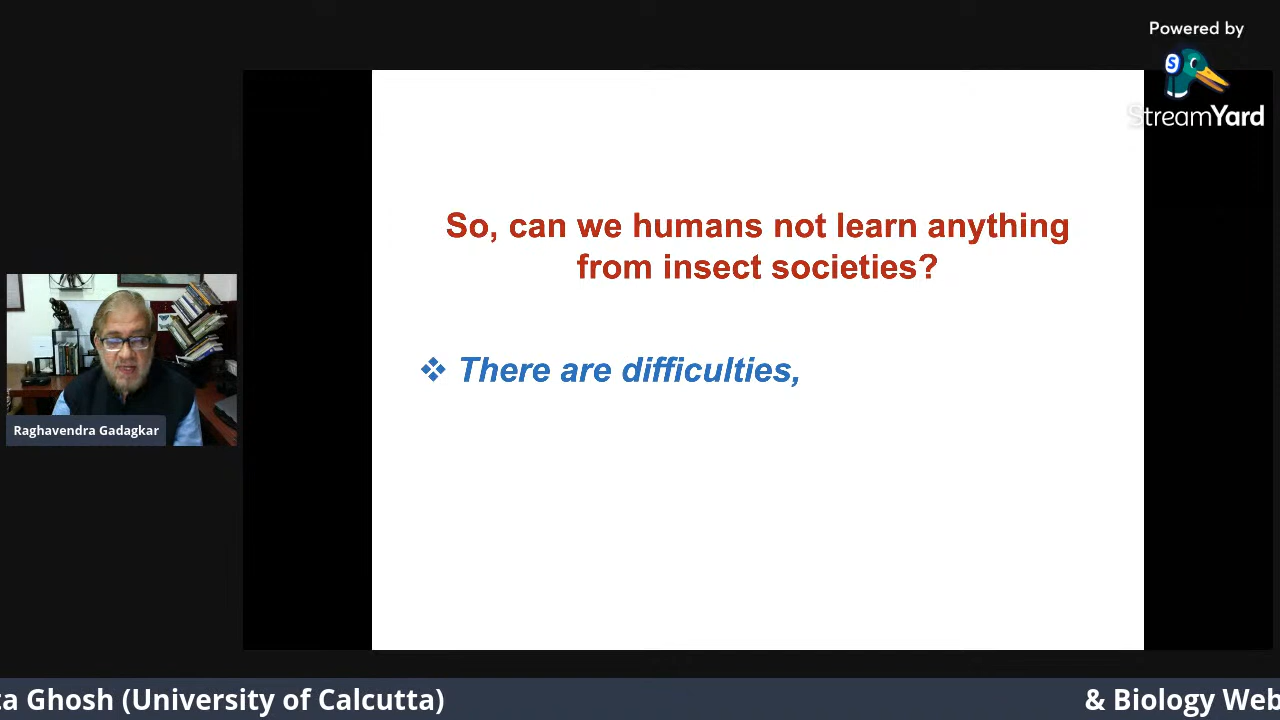 Powered by
StreamYard
So, can we humans not learn anything
from insect societies?
❖ There are difficulties,
Raghavendra Gadagkar
ta Ghosh (University of Calcutta)
& Biology Web